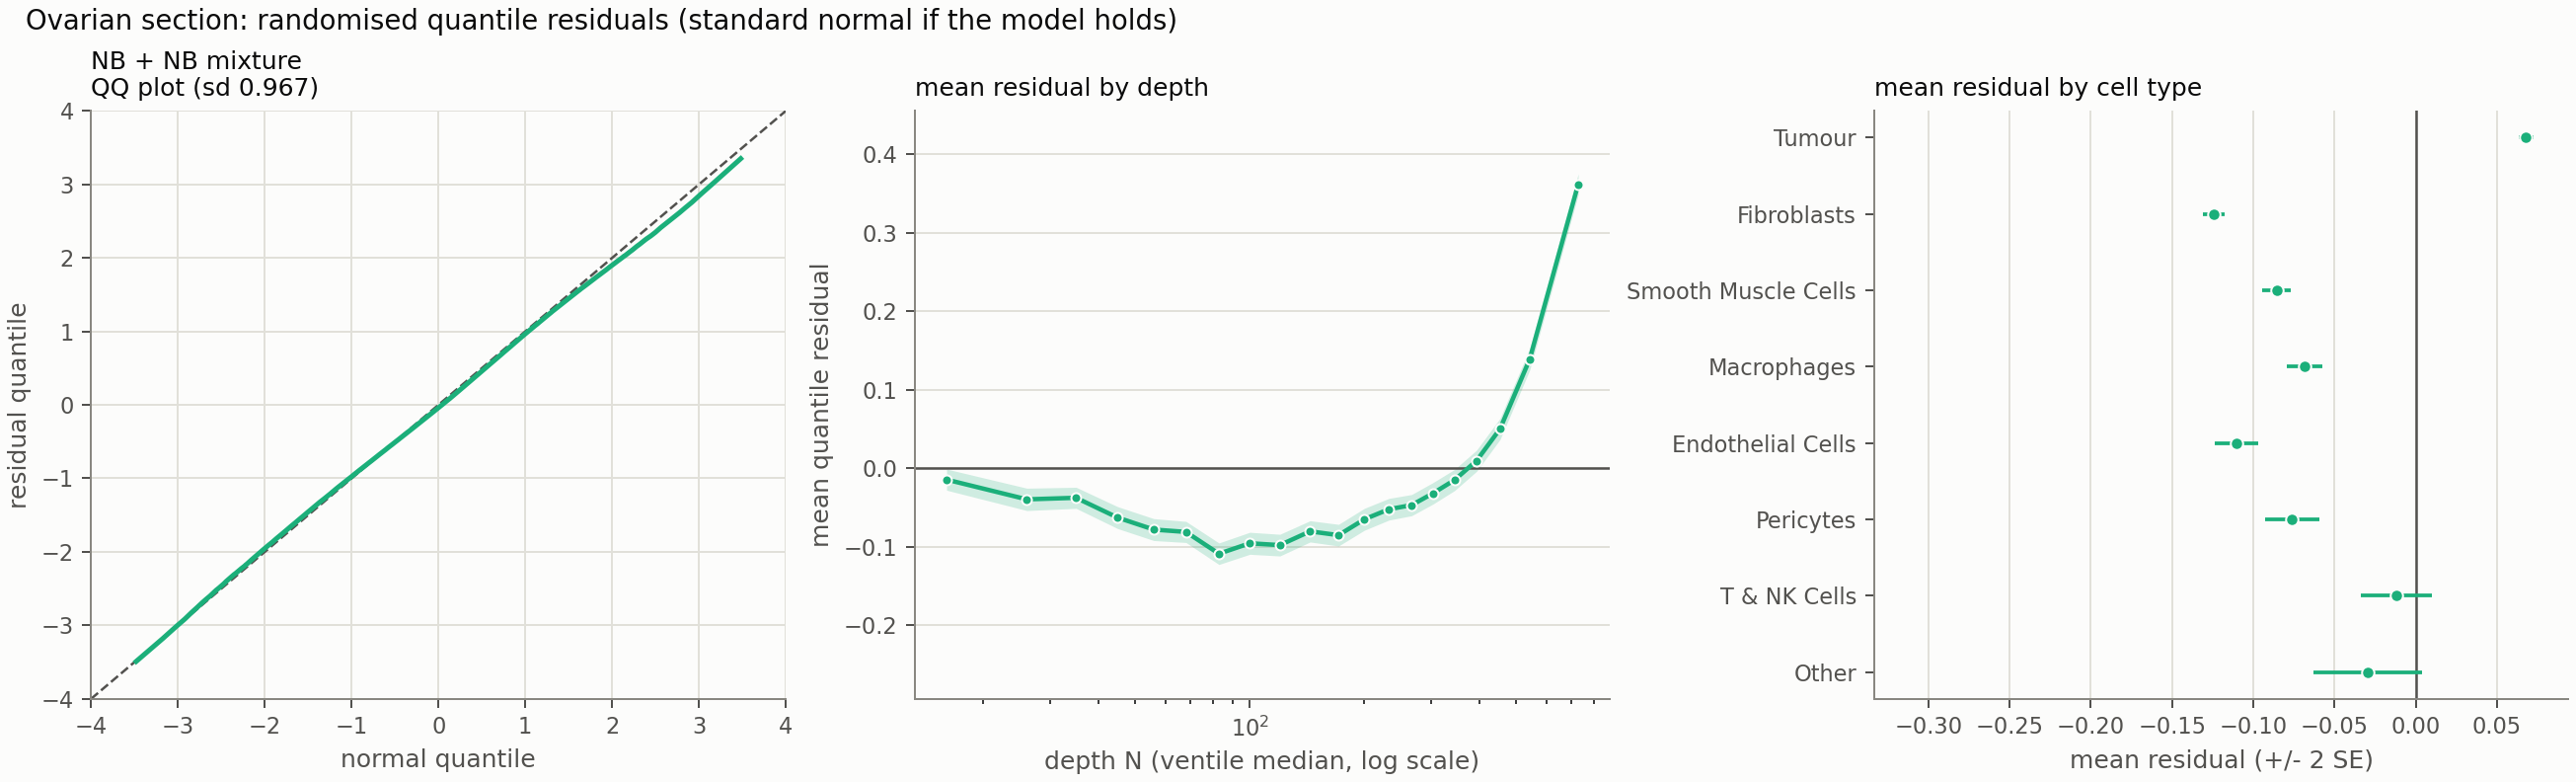 Ovarian section: randomised quantile residuals (standard normal if the model holds)
NB + NB mixture
QQ plot (sd 0.967)
4
3
2
1
0
−1
−2
−3
−4
−4 −3 −2 −1 0 1 2 3 4
residual quantile
normal quantile
mean residual by depth
0.4
0.3
0.2
0.1
0.0
−0.1
−0.2
10²
mean quantile residual
depth N (ventile median, log scale)
mean residual by cell type
Tumour
Fibroblasts
Smooth Muscle Cells
Macrophages
Endothelial Cells
Pericytes
T & NK Cells
Other
−0.30 −0.25 −0.20 −0.15 −0.10 −0.05 0.00 0.05
mean residual (+/- 2 SE)